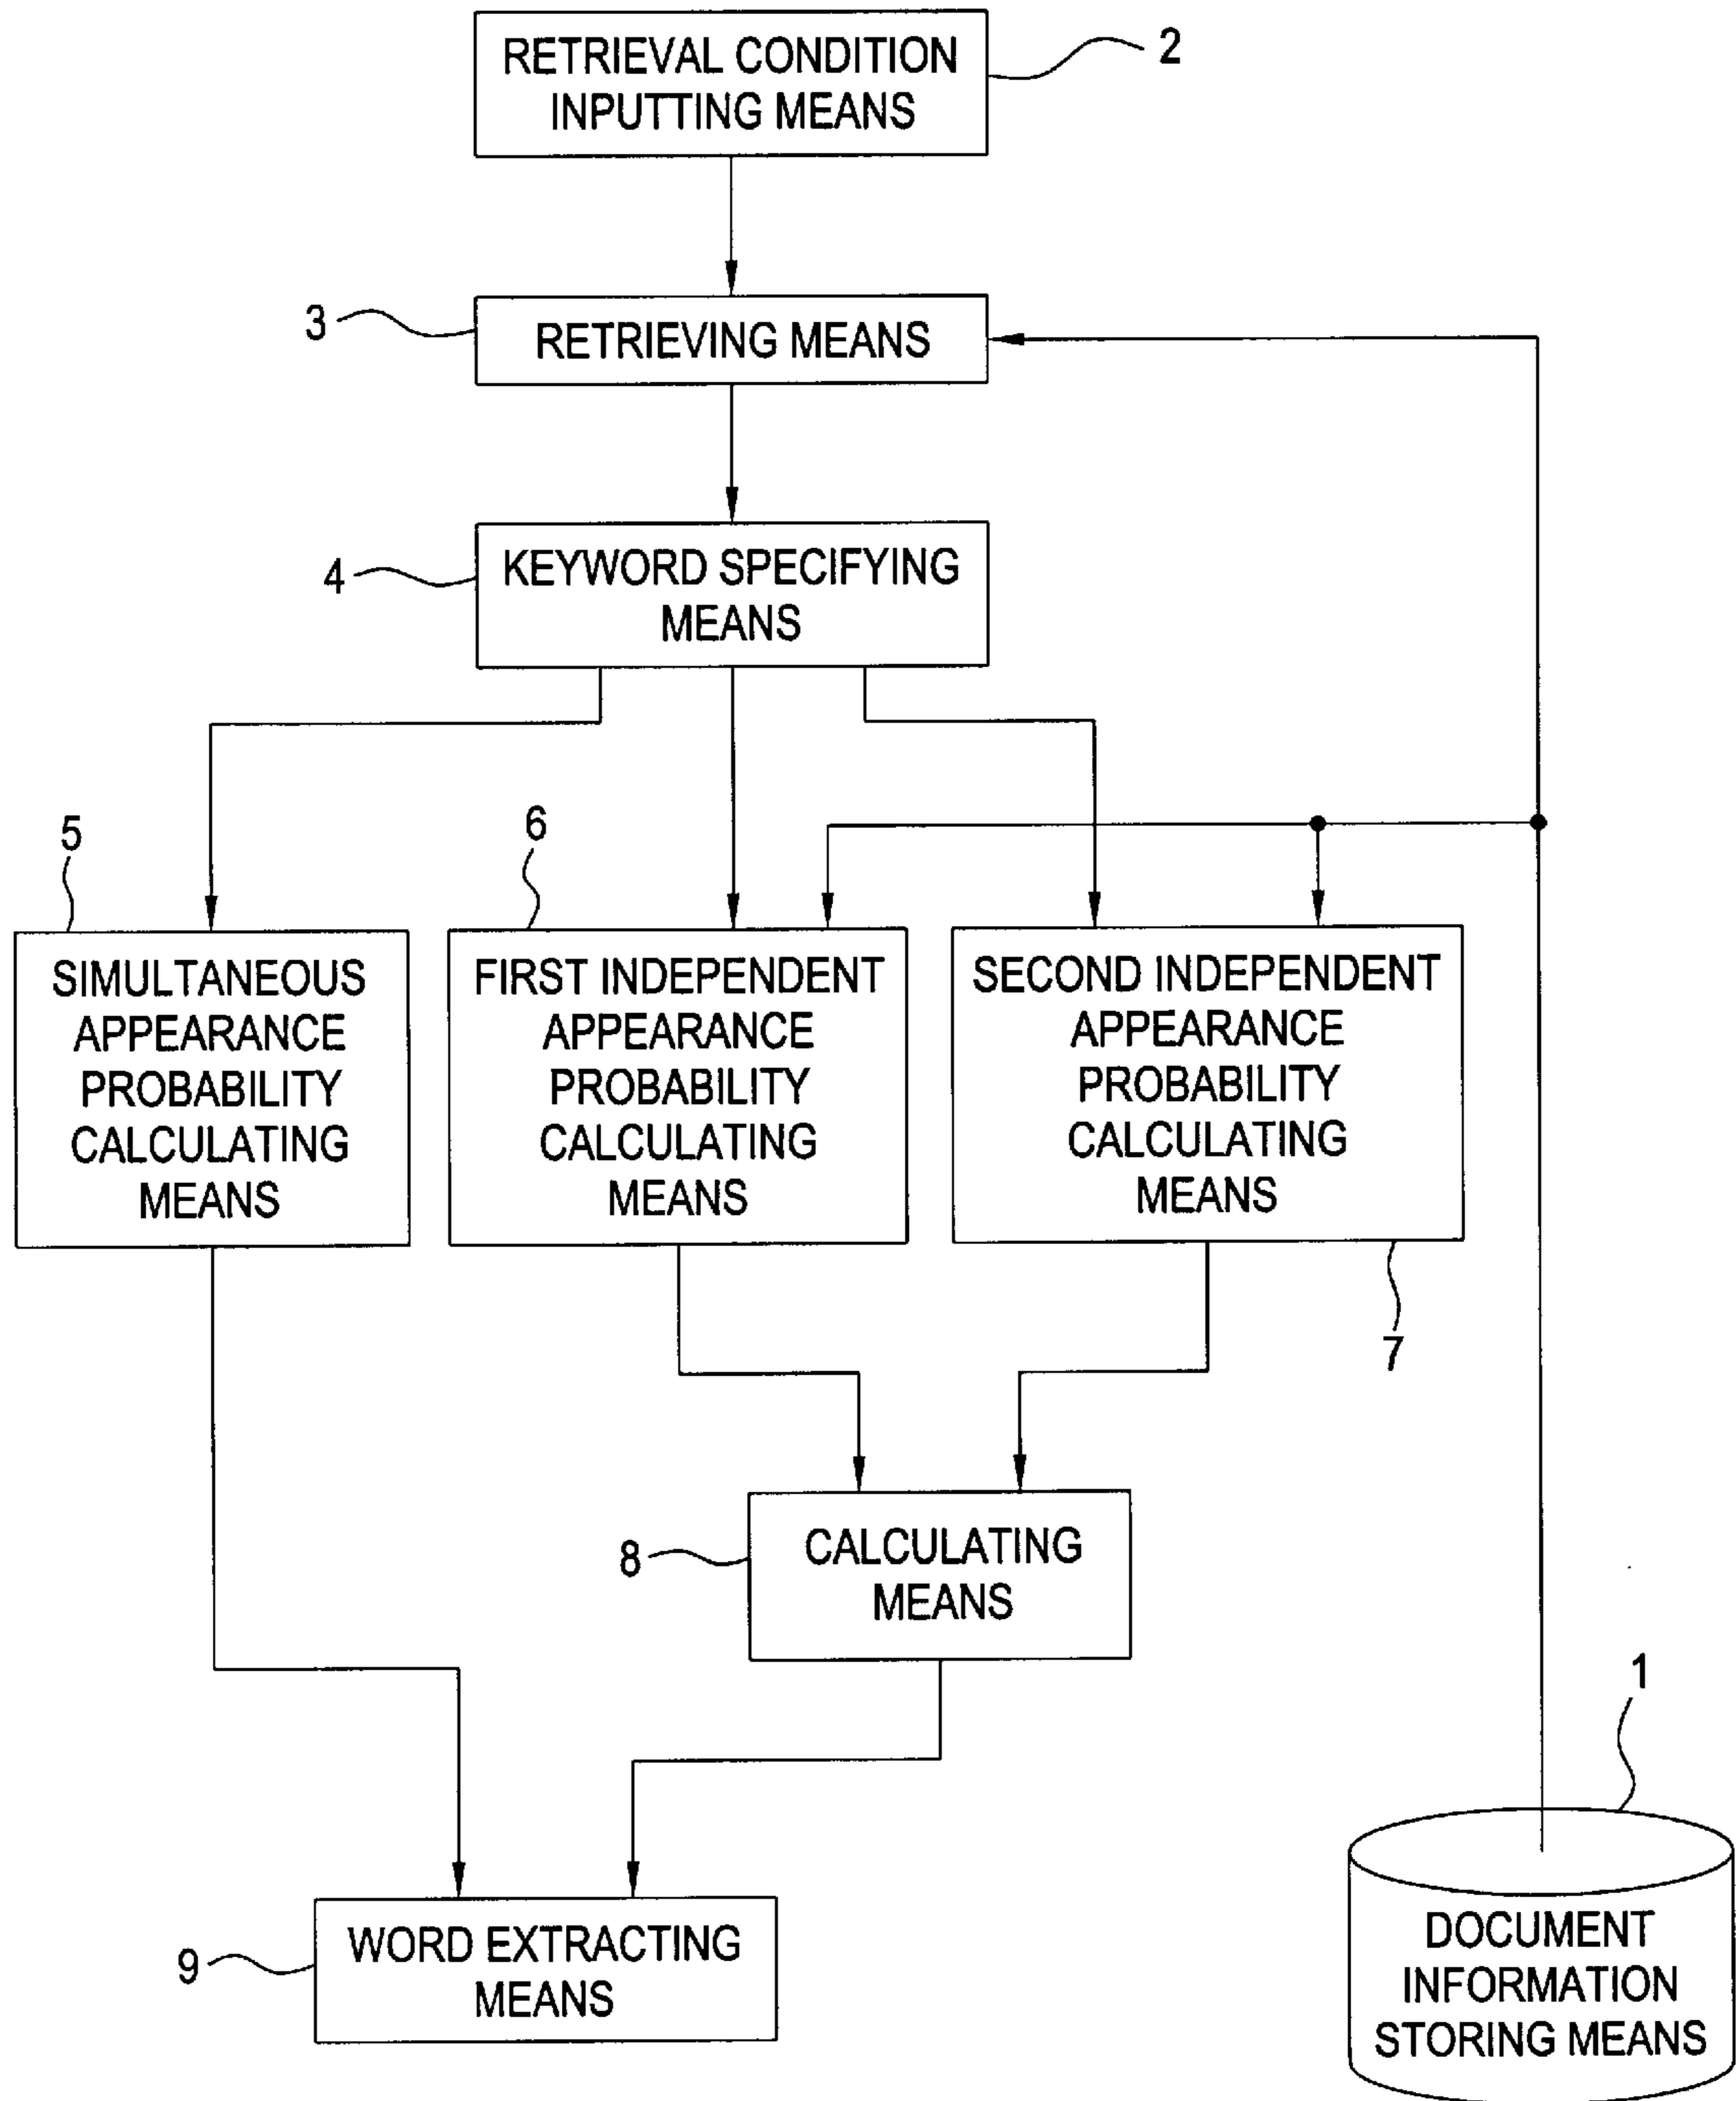 2
RETRIEVAL CONDITION
INPUTTING MEANS
3
RETRIEVING MEANS
4
KEYWORD SPECIFYING
MEANS
5
SIMULTANEOUS
APPEARANCE
PROBABILITY
CALCULATING
MEANS
6
FIRST INDEPENDENT
APPEARANCE
PROBABILITY
CALCULATING
MEANS
SECOND INDEPENDENT
APPEARANCE
PROBABILITY
CALCULATING
MEANS
7
8
CALCULATING
MEANS
9
WORD EXTRACTING
MEANS
1
DOCUMENT
INFORMATION
STORING MEANS